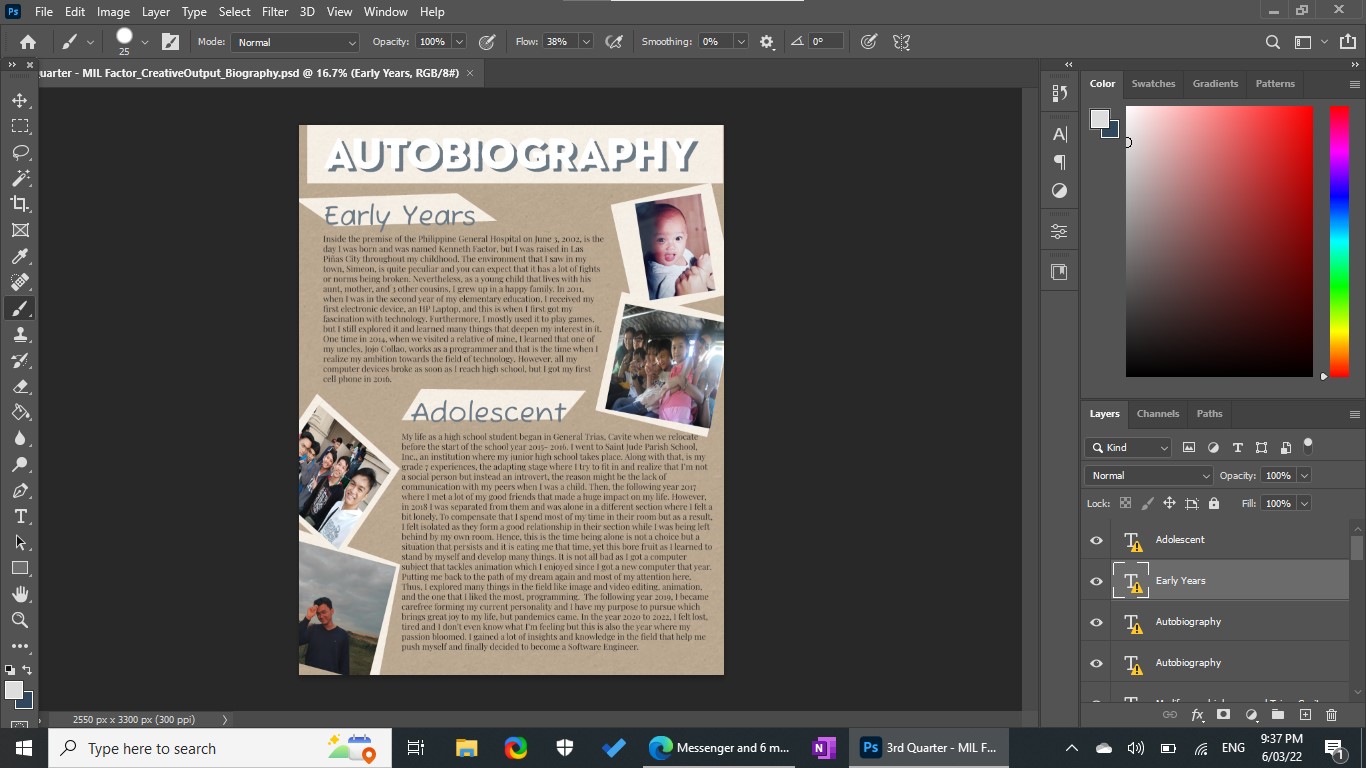 Ps File Edit Image Layer Type Select Filter 3D View Window Help
25 Mode: Normal Opacity: 100% Flow: 38% Smoothing: 0% 0°
uarter - MIL Factor_CreativeOutput_Biography.psd @ 16.7% (Early Years, RGB/8#)
AUTOBIOGRAPHY
Early Years
Inside the premise of the Philippine General Hospital on June 3, 2002, is the
day I was born and was named Kenneth Factor, but I was raised in Las
Piñas City throughout my childhood. The environment that I saw in my
town, Simeon, is quite peculiar and you can expect that it has a lot of fights
or norms being broken. Nevertheless, as a young child that lives with his
aunt, mother, and 3 other cousins, I grew up in a happy family. In 2011,
when I was in the second year of my elementary education, I received my
first electronic device, an HP Laptop, and this is when I first got my
fascination with technology. Furthermore, I mostly used it to play games,
but I still explored it and learned many things that deepen my interest in it.
One time in 2014, when we visited a relative of mine, I learned that one of
my uncles, Jojo Collao, works as a programmer and that is the time when I
realize my ambition towards the field of technology. However, all my
computer devices broke as soon as I reach high school, but I got my first
cell phone in 2016.
Adolescent
My life as a high school student began in General Trias, Cavite when we relocate
before the start of the school year 2015- 2016. I went to Saint Jude Parish School,
Inc., an institution where my junior high school takes place. Along with that, is my
grade 7 experiences, the adapting stage where I try to fit in and realize that I'm not
a social person but instead an introvert, the reason might be the lack of
communication with my peers when I was a child. Then, the following year 2017
where I met a lot of my good friends that made a huge impact on my life. However,
in 2018 I was separated from them and was alone in a different section where I felt a
bit lonely. To compensate that I spend most of my time in their room but as a result,
I felt isolated as they form a good relationship in their section while I was being left
behind by my own room. Hence, this is the time being alone is not a choice but a
situation that persists and it is eating me that time, yet this bore fruit as I learned to
stand by myself and develop many things. It is not all bad as I got a computer
subject that tackles animation which I enjoyed since I got a new computer that year.
Putting me back to the path of my dream again and most of my attention here.
Thus, I explored many things in the field like image and video editing, animation,
and the one that I liked the most, programming. The following year 2019, I became
carefree forming my current personality and I have my purpose to pursue which
brings great joy to my life, but pandemics came. In the year 2020 to 2022, I felt lost,
tired and I don't even know what I'm feeling but this is also the year where my
passion bloomed. I gained a lot of insights and knowledge in the field that help me
push myself and finally decided to become a Software Engineer.
Color Swatches Gradients Patterns
Layers Channels Paths
Kind
Normal Opacity: 100%
Lock: Fill: 100%
Adolescent
Early Years
Autobiography
Autobiography
2550 px x 3300 px (300 ppi)
Type here to search
Messenger and 6 m...
Ps 3rd Quarter - MIL F...
ENG
9:37 PM
6/03/22
1